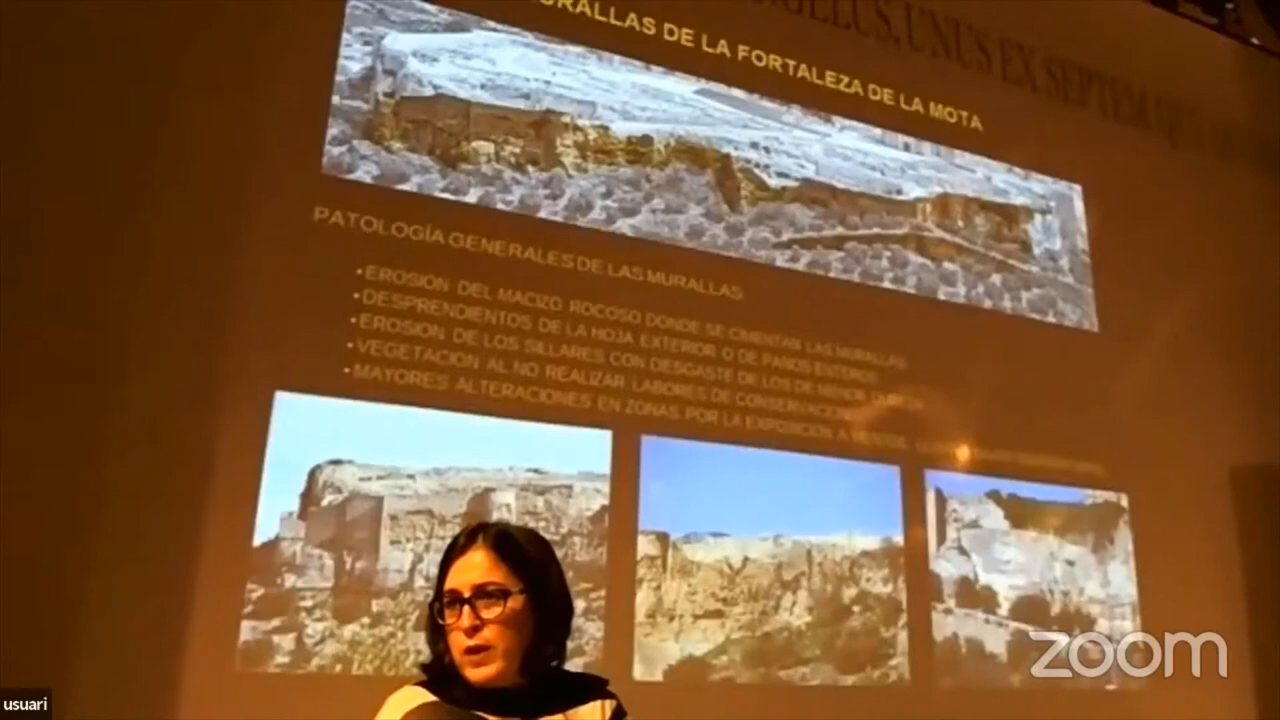 GELUS, UNUS EX SEPTEM
MURALLAS DE LA FORTALEZA DE LA MOTA
PATOLOGÍA GENERALES DE LAS MURALLAS
•EROSIÓN DEL MACIZO ROCOSO DONDE SE CIMENTAN LAS MURALLAS
•DESPRENDIENTOS DE LA HOJA EXTERIOR O DE PAÑOS ENTEROS
•EROSION DE LOS SILLARES CON DESGASTE DE LOS DE MENOR DUREZA
•VEGETACION AL NO REALIZAR LABORES DE CONSERVACION
•MAYORES ALTERACIONES EN ZONAS POR LA EXPOSICION A VIENTOS
zoom
usuari